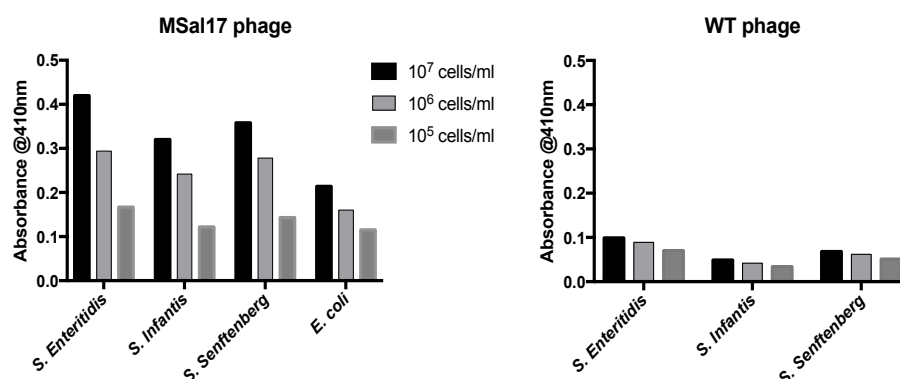 MSal17 phage
Absorbance @410nm
0.5
0.4
0.3
0.2
0.1
0.0
S. Enteritidis
S. Infantis
S. Senftenberg
E. coli
10⁷ cells/ml
10⁶ cells/ml
10⁵ cells/ml
WT phage
Absorbance @410nm
0.5
0.4
0.3
0.2
0.1
0.0
S. Enteritidis
S. Infantis
S. Senftenberg